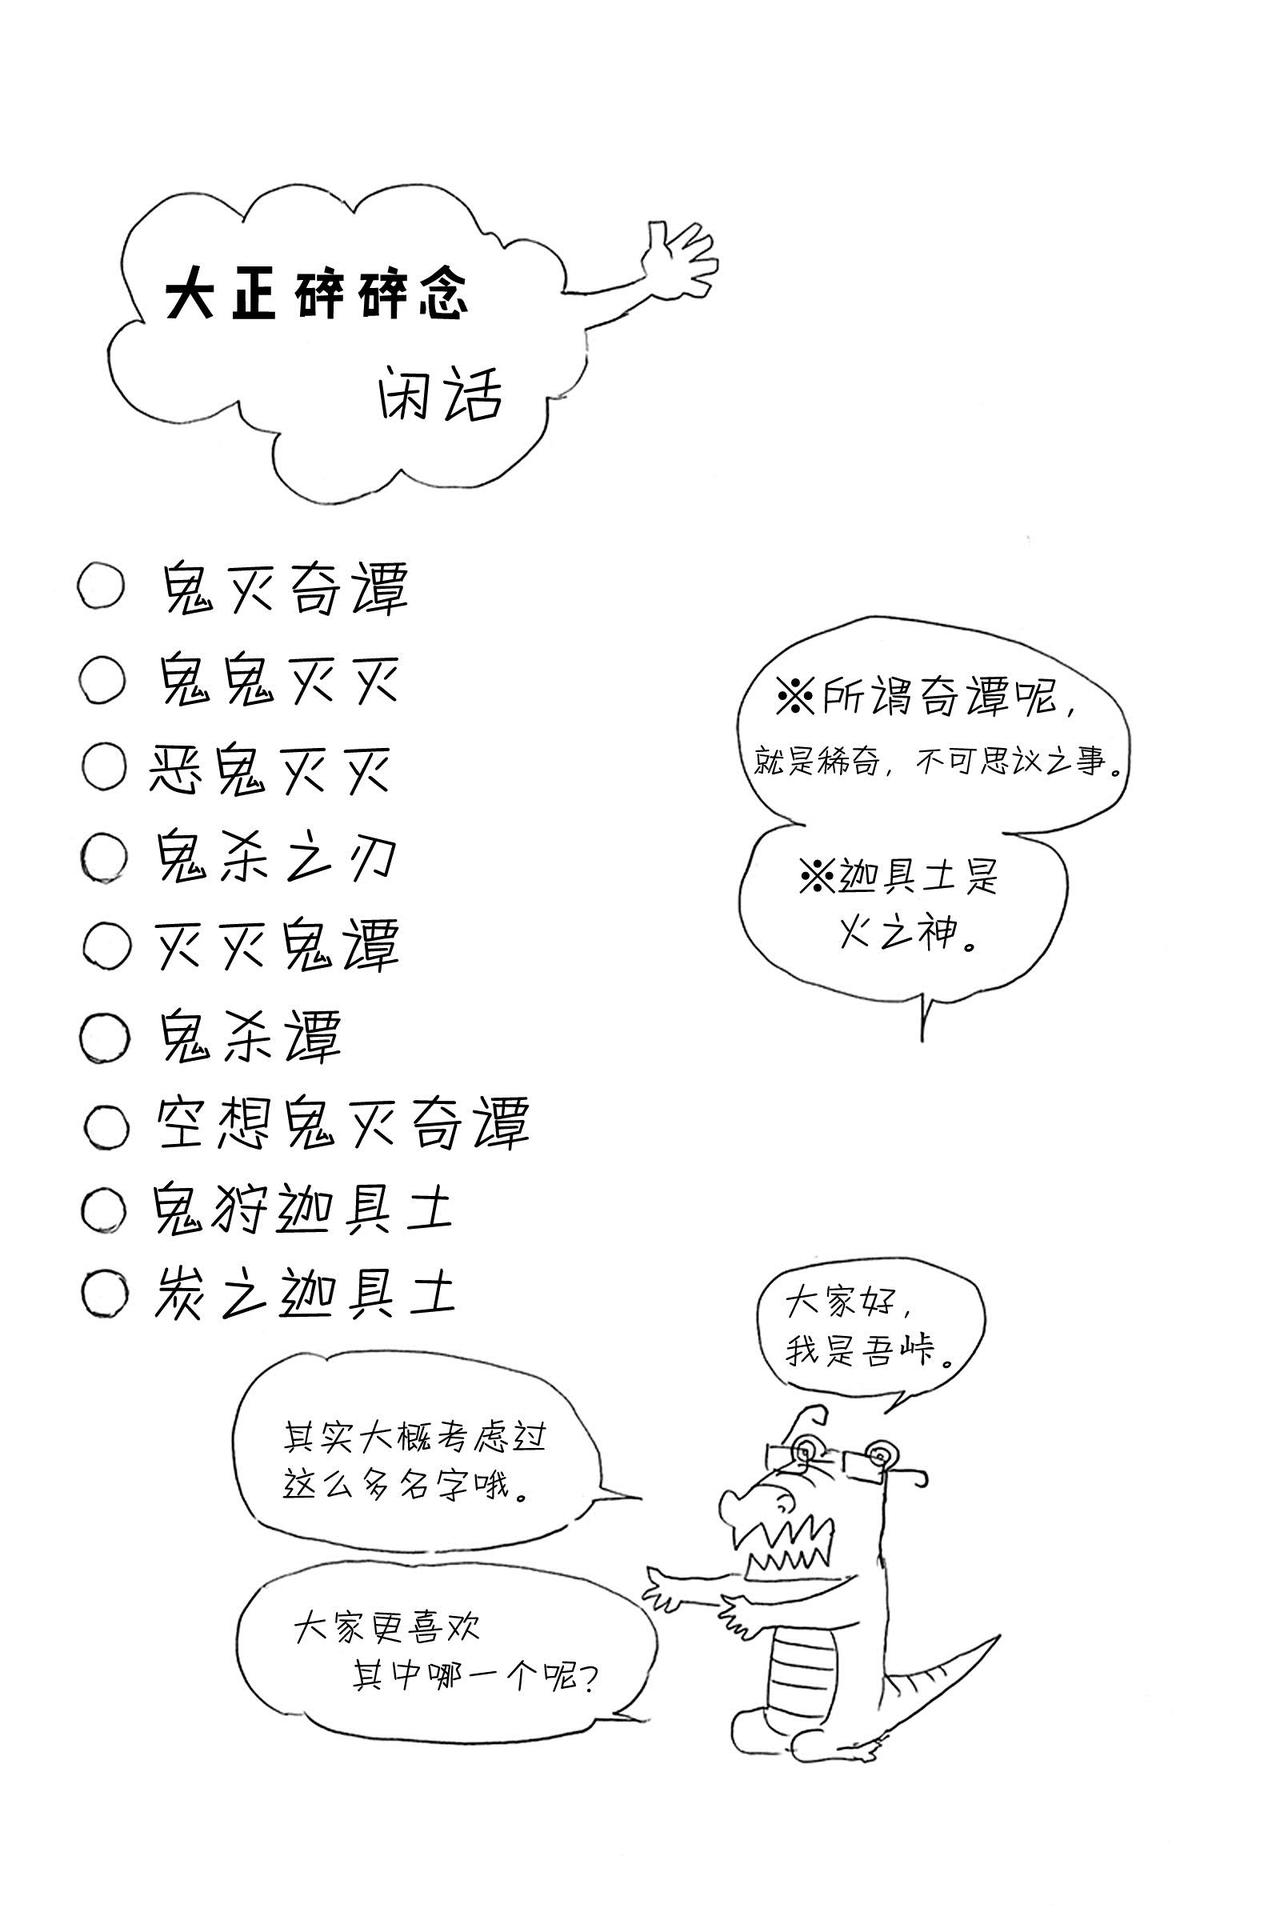 大正碎碎念
闲话
○ 鬼灭奇谭
○ 鬼鬼灭灭
○ 恶鬼灭灭
○ 鬼杀之刃
○ 灭灭鬼谭
○ 鬼杀谭
○ 空想鬼灭奇谭
○ 鬼狩迦具土
○ 炭之迦具土
※所谓奇谭呢，
就是稀奇，不可思议之事。
※迦具土是
火之神。
大家好，
我是吾峠。
其实大概考虑过
这么多名字哦。
大家更喜欢
其中哪一个呢？